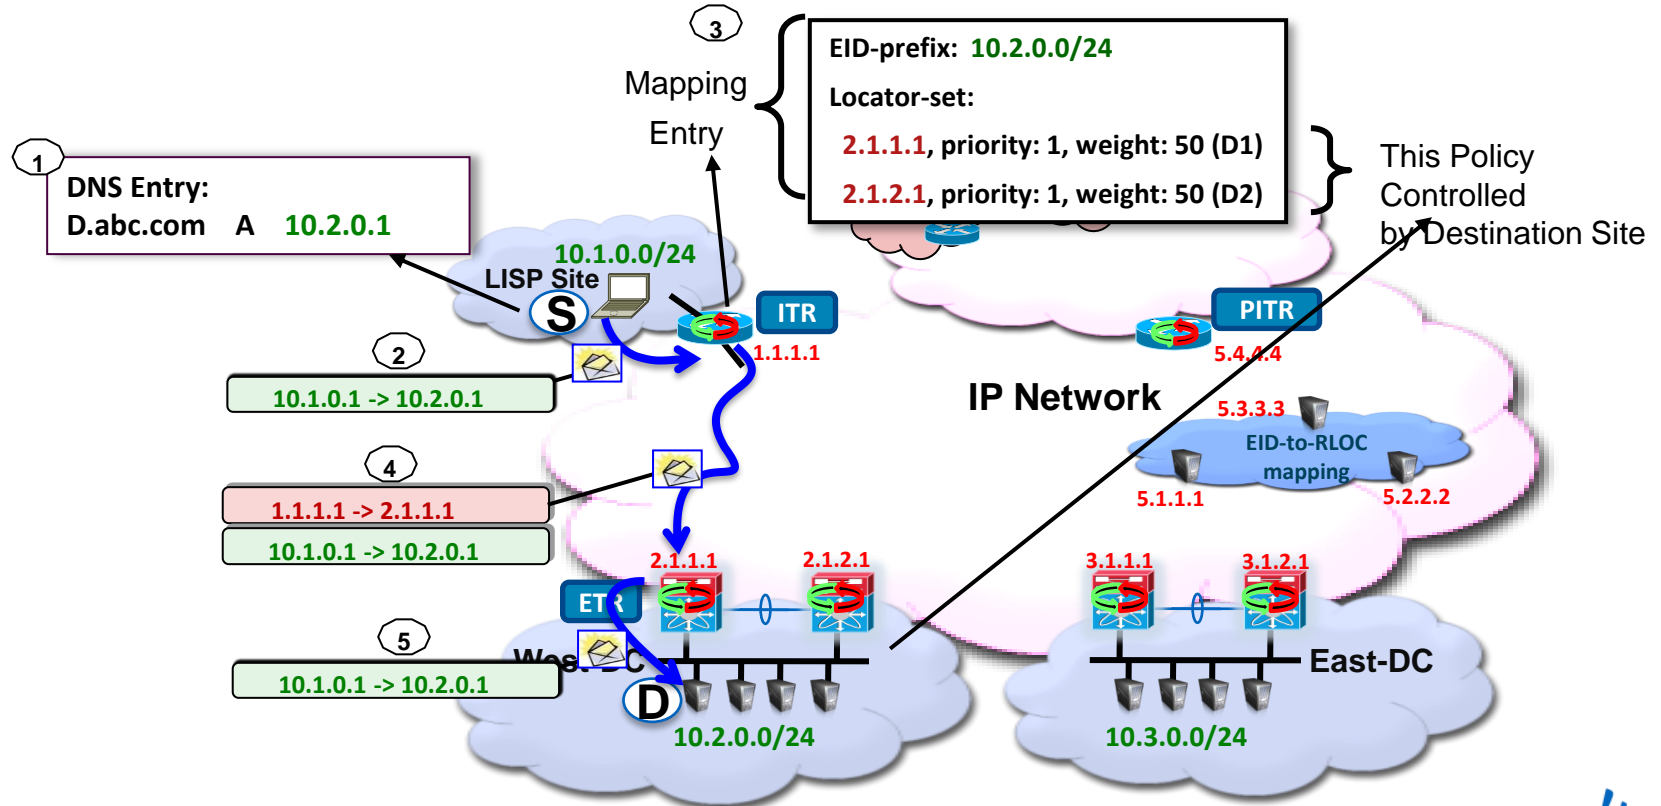 3
Mapping
Entry
EID-prefix: 10.2.0.0/24
Locator-set:
2.1.1.1, priority: 1, weight: 50 (D1)
2.1.2.1, priority: 1, weight: 50 (D2)
This Policy
Controlled
by Destination Site
1
DNS Entry:
D.abc.com A 10.2.0.1
10.1.0.0/24
LISP Site
S
ITR
1.1.1.1
PITR
5.4.4.4
2
10.1.0.1 -> 10.2.0.1
IP Network
5.3.3.3
EID-to-RLOC
mapping
5.1.1.1
5.2.2.2
4
1.1.1.1 -> 2.1.1.1
10.1.0.1 -> 10.2.0.1
2.1.1.1
2.1.2.1
3.1.1.1
3.1.2.1
ETR
5
10.1.0.1 -> 10.2.0.1
West-DC
East-DC
D
10.2.0.0/24
10.3.0.0/24